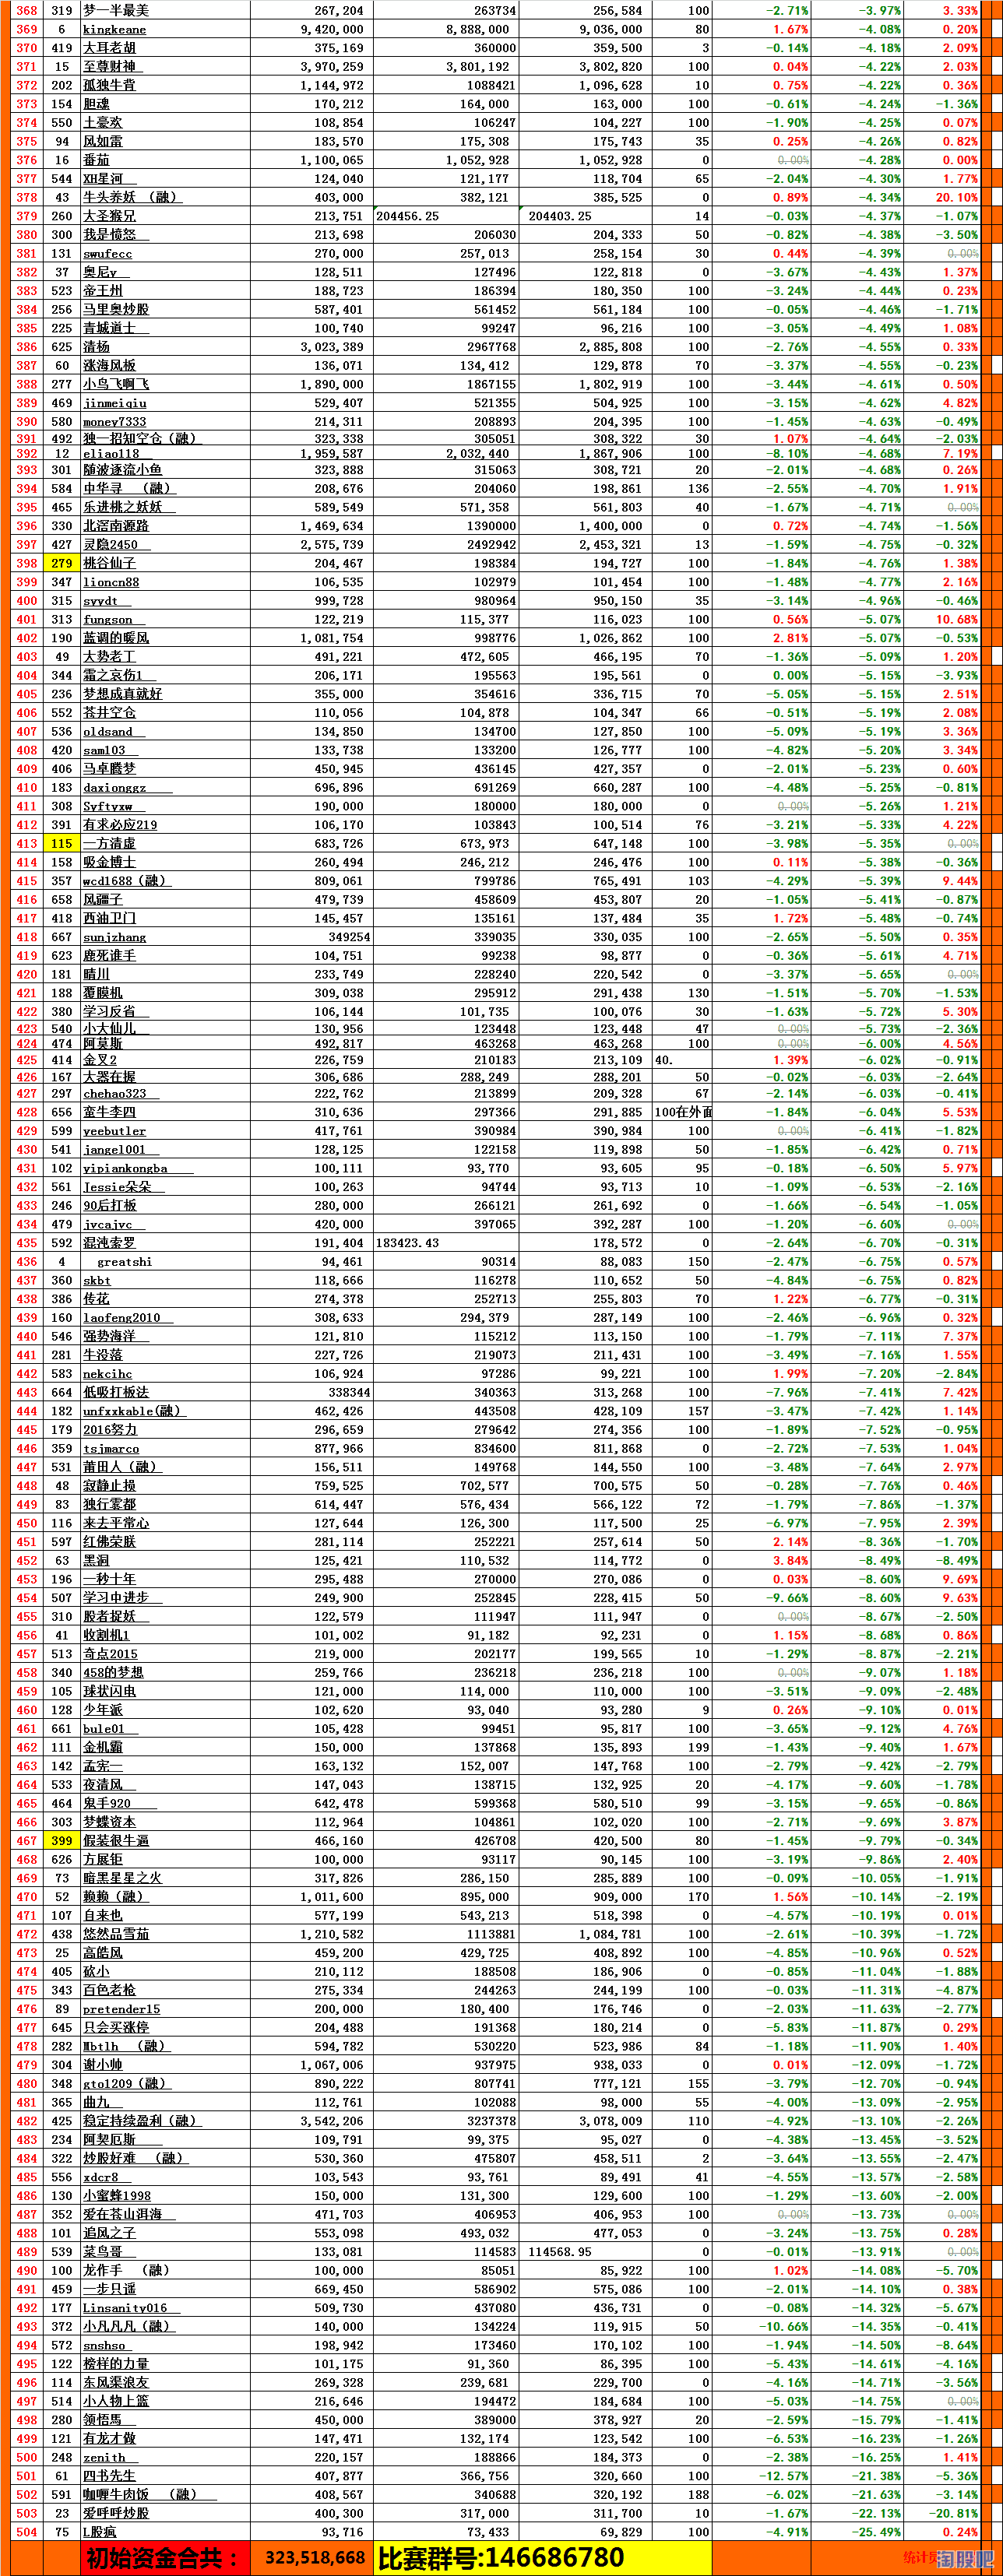 368 319 梦一半最美 267,204 263734 256,584 100 -2.71% -3.97% 3.33%
369 6 kingkeane 9,420,000 8,888,000 9,036,000 80 1.67% -4.08% 0.20%
370 419 大耳老胡 375,169 360000 359,500 3 -0.14% -4.18% 2.09%
371 15 至尊财神 3,970,259 3,801,192 3,802,820 100 0.04% -4.22% 2.03%
372 202 孤独牛背 1,144,972 1088421 1,096,628 10 0.75% -4.22% 0.36%
373 154 胆魂 170,212 164,000 163,000 100 -0.61% -4.24% -1.36%
374 550 土豪欢 108,854 106247 104,227 100 -1.90% -4.25% 0.07%
375 94 风如雷 183,570 175,308 175,743 35 0.25% -4.26% 0.82%
376 16 番茄 1,100,065 1,052,928 1,052,928 0 0.00% -4.28% 0.00%
377 544 XH星河 124,040 121,177 118,704 65 -2.04% -4.30% 1.77%
378 43 牛头养妖（融） 403,000 382,121 385,525 0 0.89% -4.34% 20.10%
379 260 大圣猴兄 213,751 204456.25 204403.25 14 -0.03% -4.37% -1.07%
380 300 我是愤怒 213,698 206030 204,333 50 -0.82% -4.38% -3.50%
381 131 swufecc 270,000 257,013 258,154 30 0.44% -4.39% 0.00%
382 37 奥尼y 128,511 127496 122,818 0 -3.67% -4.43% 1.37%
383 523 帝王州 188,723 186394 180,350 100 -3.24% -4.44% 0.23%
384 256 马里奥炒股 587,401 561452 561,184 100 -0.05% -4.46% -1.71%
385 225 青城道士 100,740 99247 96,216 100 -3.05% -4.49% 1.08%
386 625 清杨 3,023,389 2967768 2,885,808 100 -2.76% -4.55% 0.33%
387 60 涨海风板 136,071 134,412 129,878 70 -3.37% -4.55% -0.23%
388 277 小鸟飞啊飞 1,890,000 1867155 1,802,919 100 -3.44% -4.61% 0.50%
389 469 jinmeiqiu 529,407 521355 504,925 100 -3.15% -4.62% 4.82%
390 580 money7333 214,311 208893 204,395 100 -1.45% -4.63% -0.49%
391 492 独一招知空仓（融） 323,338 305051 308,322 30 1.07% -4.64% -2.03%
392 12 eliao118 1,959,587 2,032,440 1,867,906 100 -8.10% -4.68% 7.19%
393 301 随波逐流小鱼 323,888 315063 308,721 20 -2.01% -4.68% 0.26%
394 584 中华寻 （融） 208,676 204060 198,861 136 -2.55% -4.70% 1.91%
395 465 乐进桃之妖妖 589,549 571,358 561,803 40 -1.67% -4.71% 0.00%
396 330 北滘南源路 1,469,634 1390000 1,400,000 0 0.72% -4.74% -1.56%
397 427 灵隐2450 2,575,739 2492942 2,453,321 13 -1.59% -4.75% -0.32%
398 279 桃谷仙子 204,467 198384 194,727 100 -1.84% -4.76% 1.38%
399 347 lioncn88 106,535 102979 101,454 100 -1.48% -4.77% 2.16%
400 315 syydt 999,728 980964 950,150 35 -3.14% -4.96% -0.46%
401 313 fungson 122,219 115,377 116,023 100 0.56% -5.07% 10.68%
402 190 蓝调的暖风 1,081,754 998776 1,026,862 100 2.81% -5.07% -0.53%
403 49 大势老丁 491,221 472,605 466,195 70 -1.36% -5.09% 1.20%
404 344 霜之哀伤1 206,171 195563 195,561 0 0.00% -5.15% -3.93%
405 236 梦想成真就好 355,000 354616 336,715 70 -5.05% -5.15% 2.51%
406 552 苍井空仓 110,056 104,878 104,347 66 -0.51% -5.19% 2.08%
407 536 oldsand 134,850 134700 127,850 100 -5.09% -5.19% 3.36%
408 420 sam103 133,738 133200 126,777 100 -4.82% -5.20% 3.34%
409 406 马卓腾梦 450,945 436145 427,357 0 -2.01% -5.23% 0.60%
410 183 daxionggz 696,896 691269 660,287 100 -4.48% -5.25% -0.81%
411 308 Syftyxw 190,000 180000 180,000 0 0.00% -5.26% 1.21%
412 391 有求必应219 106,170 103843 100,514 76 -3.21% -5.33% 4.22%
413 115 一方清虚 683,726 673,973 647,148 100 -3.98% -5.35% 0.00%
414 158 吸金博士 260,494 246,212 246,476 100 0.11% -5.38% -0.36%
415 357 wcd1688（融） 809,061 799786 765,491 103 -4.29% -5.39% 9.44%
416 658 风疆子 479,739 458609 453,807 20 -1.05% -5.41% -0.87%
417 418 西油卫门 145,457 135161 137,484 35 1.72% -5.48% -0.74%
418 667 sunjzhang 349254 339035 330,035 100 -2.65% -5.50% 0.35%
419 623 鹿死谁手 104,751 99238 98,877 0 -0.36% -5.61% 4.71%
420 181 晴川 233,749 228240 220,542 0 -3.37% -5.65% 0.00%
421 188 覆膜机 309,038 295912 291,438 130 -1.51% -5.70% -1.53%
422 380 学习反省 106,144 101,735 100,076 30 -1.63% -5.72% 5.30%
423 540 小大仙儿 130,956 123448 123,448 47 0.00% -5.73% -2.36%
424 474 阿莫斯 492,817 463268 463,268 100 0.00% -6.00% 4.56%
425 414 金叉2 226,759 210183 213,109 40. 1.39% -6.02% -0.91%
426 167 大器在握 306,686 288,249 288,201 50 -0.02% -6.03% -2.64%
427 297 chehao323 222,762 213899 209,328 67 -2.14% -6.03% -0.41%
428 656 蛮牛李四 310,636 297366 291,885 100在外面 -1.84% -6.04% 5.53%
429 599 yeebutler 417,761 390984 390,984 100 0.00% -6.41% -1.82%
430 541 jangel001 128,125 122158 119,898 50 -1.85% -6.42% 0.71%
431 102 yipiankongba 100,111 93,770 93,605 95 -0.18% -6.50% 5.97%
432 561 Jessie朵朵 100,263 94744 93,713 10 -1.09% -6.53% -2.16%
433 246 90后打板 280,000 266121 261,692 0 -1.66% -6.54% -1.05%
434 479 jvcajvc 420,000 397065 392,287 100 -1.20% -6.60% 0.00%
435 592 混沌索罗 191,404 183423.43 178,572 0 -2.64% -6.70% -0.31%
436 4 greatshi 94,461 90314 88,083 150 -2.47% -6.75% 0.57%
437 360 skbt 118,666 116278 110,652 50 -4.84% -6.75% 0.82%
438 386 传花 274,378 252713 255,803 70 1.22% -6.77% -0.31%
439 160 laofeng2010 308,633 294,379 287,149 100 -2.46% -6.96% 0.32%
440 546 强势海洋 121,810 115212 113,150 100 -1.79% -7.11% 7.37%
441 281 牛没落 227,726 219073 211,431 100 -3.49% -7.16% 1.55%
442 583 nekcihc 106,924 97286 99,221 100 1.99% -7.20% -2.84%
443 664 低吸打板法 338344 340363 313,268 100 -7.96% -7.41% 7.42%
444 182 unfxxkable(融） 462,426 443508 428,109 157 -3.47% -7.42% 1.14%
445 179 2016努力 296,659 279642 274,356 100 -1.89% -7.52% -0.95%
446 359 tsimarco 877,966 834600 811,868 0 -2.72% -7.53% 1.04%
447 531 莆田人（融） 156,511 149768 144,550 100 -3.48% -7.64% 2.97%
448 48 寂静止损 759,525 702,577 700,575 50 -0.28% -7.76% 0.46%
449 83 独行雲都 614,447 576,434 566,122 72 -1.79% -7.86% -1.37%
450 116 来去平常心 127,644 126,300 117,500 25 -6.97% -7.95% 2.39%
451 597 红佛荣朕 281,114 252221 257,614 50 2.14% -8.36% -1.70%
452 63 黑洞 125,421 110,532 114,772 0 3.84% -8.49% -8.49%
453 196 一秒十年 295,488 270000 270,086 0 0.03% -8.60% 9.69%
454 507 学习中进步 249,900 252845 228,415 50 -9.66% -8.60% 9.63%
455 310 股者捉妖 122,579 111947 111,947 0 0.00% -8.67% -2.50%
456 41 收割机1 101,002 91,182 92,231 0 1.15% -8.68% 0.86%
457 513 奇点2015 219,000 202177 199,565 10 -1.29% -8.87% -2.21%
458 340 458的梦想 259,766 236218 236,218 100 0.00% -9.07% 1.18%
459 105 球状闪电 121,000 114,000 110,000 100 -3.51% -9.09% -2.48%
460 128 少年派 102,620 93,040 93,280 9 0.26% -9.10% 0.01%
461 661 bule01 105,428 99451 95,817 100 -3.65% -9.12% 4.76%
462 111 金机霸 150,000 137868 135,893 199 -1.43% -9.40% 1.67%
463 142 孟宪一 163,132 152,007 147,768 100 -2.79% -9.42% -2.79%
464 533 夜清风 147,043 138715 132,925 20 -4.17% -9.60% -1.78%
465 464 鬼手920 642,478 599368 580,510 99 -3.15% -9.65% -0.86%
466 303 梦蝶资本 112,964 104861 102,020 100 -2.71% -9.69% 3.87%
467 399 假装很牛逼 466,160 426708 420,500 80 -1.45% -9.79% -0.34%
468 626 方展钜 100,000 93117 90,145 100 -3.19% -9.86% 2.40%
469 73 暗黑星星之火 317,826 286,150 285,889 100 -0.09% -10.05% -1.91%
470 52 赖赖（融） 1,011,600 895,000 909,000 170 1.56% -10.14% -2.19%
471 107 自来也 577,199 543,213 518,398 0 -4.57% -10.19% 0.01%
472 438 悠然品雪茄 1,210,582 1113881 1,084,781 100 -2.61% -10.39% -1.72%
473 25 高皓风 459,200 429,725 408,892 100 -4.85% -10.96% 0.52%
474 405 砍小 210,112 188508 186,906 0 -0.85% -11.04% -1.88%
475 343 百色老枪 275,334 244263 244,199 100 -0.03% -11.31% -4.87%
476 89 pretender15 200,000 180,400 176,746 0 -2.03% -11.63% -2.77%
477 645 只会买涨停 204,488 191368 180,214 0 -5.83% -11.87% 0.29%
478 282 Mbtlh （融） 594,782 530220 523,986 84 -1.18% -11.90% 1.40%
479 304 谢小帅 1,067,006 937975 938,033 0 0.01% -12.09% -1.72%
480 348 gto1209（融） 890,222 807741 777,121 155 -3.79% -12.70% -0.94%
481 365 曲九 112,761 102088 98,000 55 -4.00% -13.09% -2.95%
482 425 稳定持续盈利（融） 3,542,206 3237378 3,078,009 110 -4.92% -13.10% -2.26%
483 234 阿契厄斯 109,791 99,375 95,027 0 -4.38% -13.45% -3.52%
484 322 炒股好难 （融） 530,360 475807 458,511 2 -3.64% -13.55% -2.47%
485 556 xdcr8 103,543 93,761 89,491 41 -4.55% -13.57% -2.58%
486 130 小蜜蜂1998 150,000 131,300 129,600 100 -1.29% -13.60% -2.00%
487 352 爱在苍山洱海 471,703 406953 406,953 100 0.00% -13.73% 0.00%
488 101 追风之子 553,098 493,032 477,053 0 -3.24% -13.75% 0.28%
489 539 菜鸟哥 133,081 114583 114568.95 0 -0.01% -13.91% 0.00%
490 100 龙作手 （融） 100,000 85051 85,922 100 1.02% -14.08% -5.70%
491 459 一步只遥 669,450 586902 575,086 100 -2.01% -14.10% 0.38%
492 177 Linsanity016 509,730 437080 436,731 0 -0.08% -14.32% -5.67%
493 372 小凡凡凡（融） 140,000 134224 119,915 50 -10.66% -14.35% -0.41%
494 572 snshso 198,942 173460 170,102 100 -1.94% -14.50% -8.64%
495 122 榜样的力量 101,175 91,360 86,395 100 -5.43% -14.61% -4.16%
496 114 东风渠浪友 269,328 239,681 229,700 0 -4.16% -14.71% -3.56%
497 514 小人物上篮 216,646 194472 184,684 100 -5.03% -14.75% 0.00%
498 280 领悟馬 450,000 389000 378,927 20 -2.59% -15.79% -1.41%
499 121 有龙才做 147,471 132,174 123,542 100 -6.53% -16.23% -1.26%
500 248 zenith 220,157 188866 184,373 0 -2.38% -16.25% 1.41%
501 61 四书先生 407,877 366,756 320,660 100 -12.57% -21.38% -5.36%
502 591 咖喱牛肉饭 （融） 408,567 340688 320,192 188 -6.02% -21.63% -3.14%
503 23 爱呼呼炒股 400,300 317,000 311,700 10 -1.67% -22.13% -20.81%
504 75 L股疯 93,716 73,433 69,829 100 -4.91% -25.49% 0.24%
初始资金合共： 323,518,668 比赛群号:146686780 统计员 淘股吧